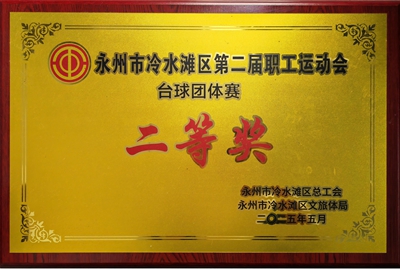 永州市冷水滩区第二届职工运动会
台球团体赛
二等奖
永州市冷水滩区总工会
永州市冷水滩区文旅体局
二〇二五年五月